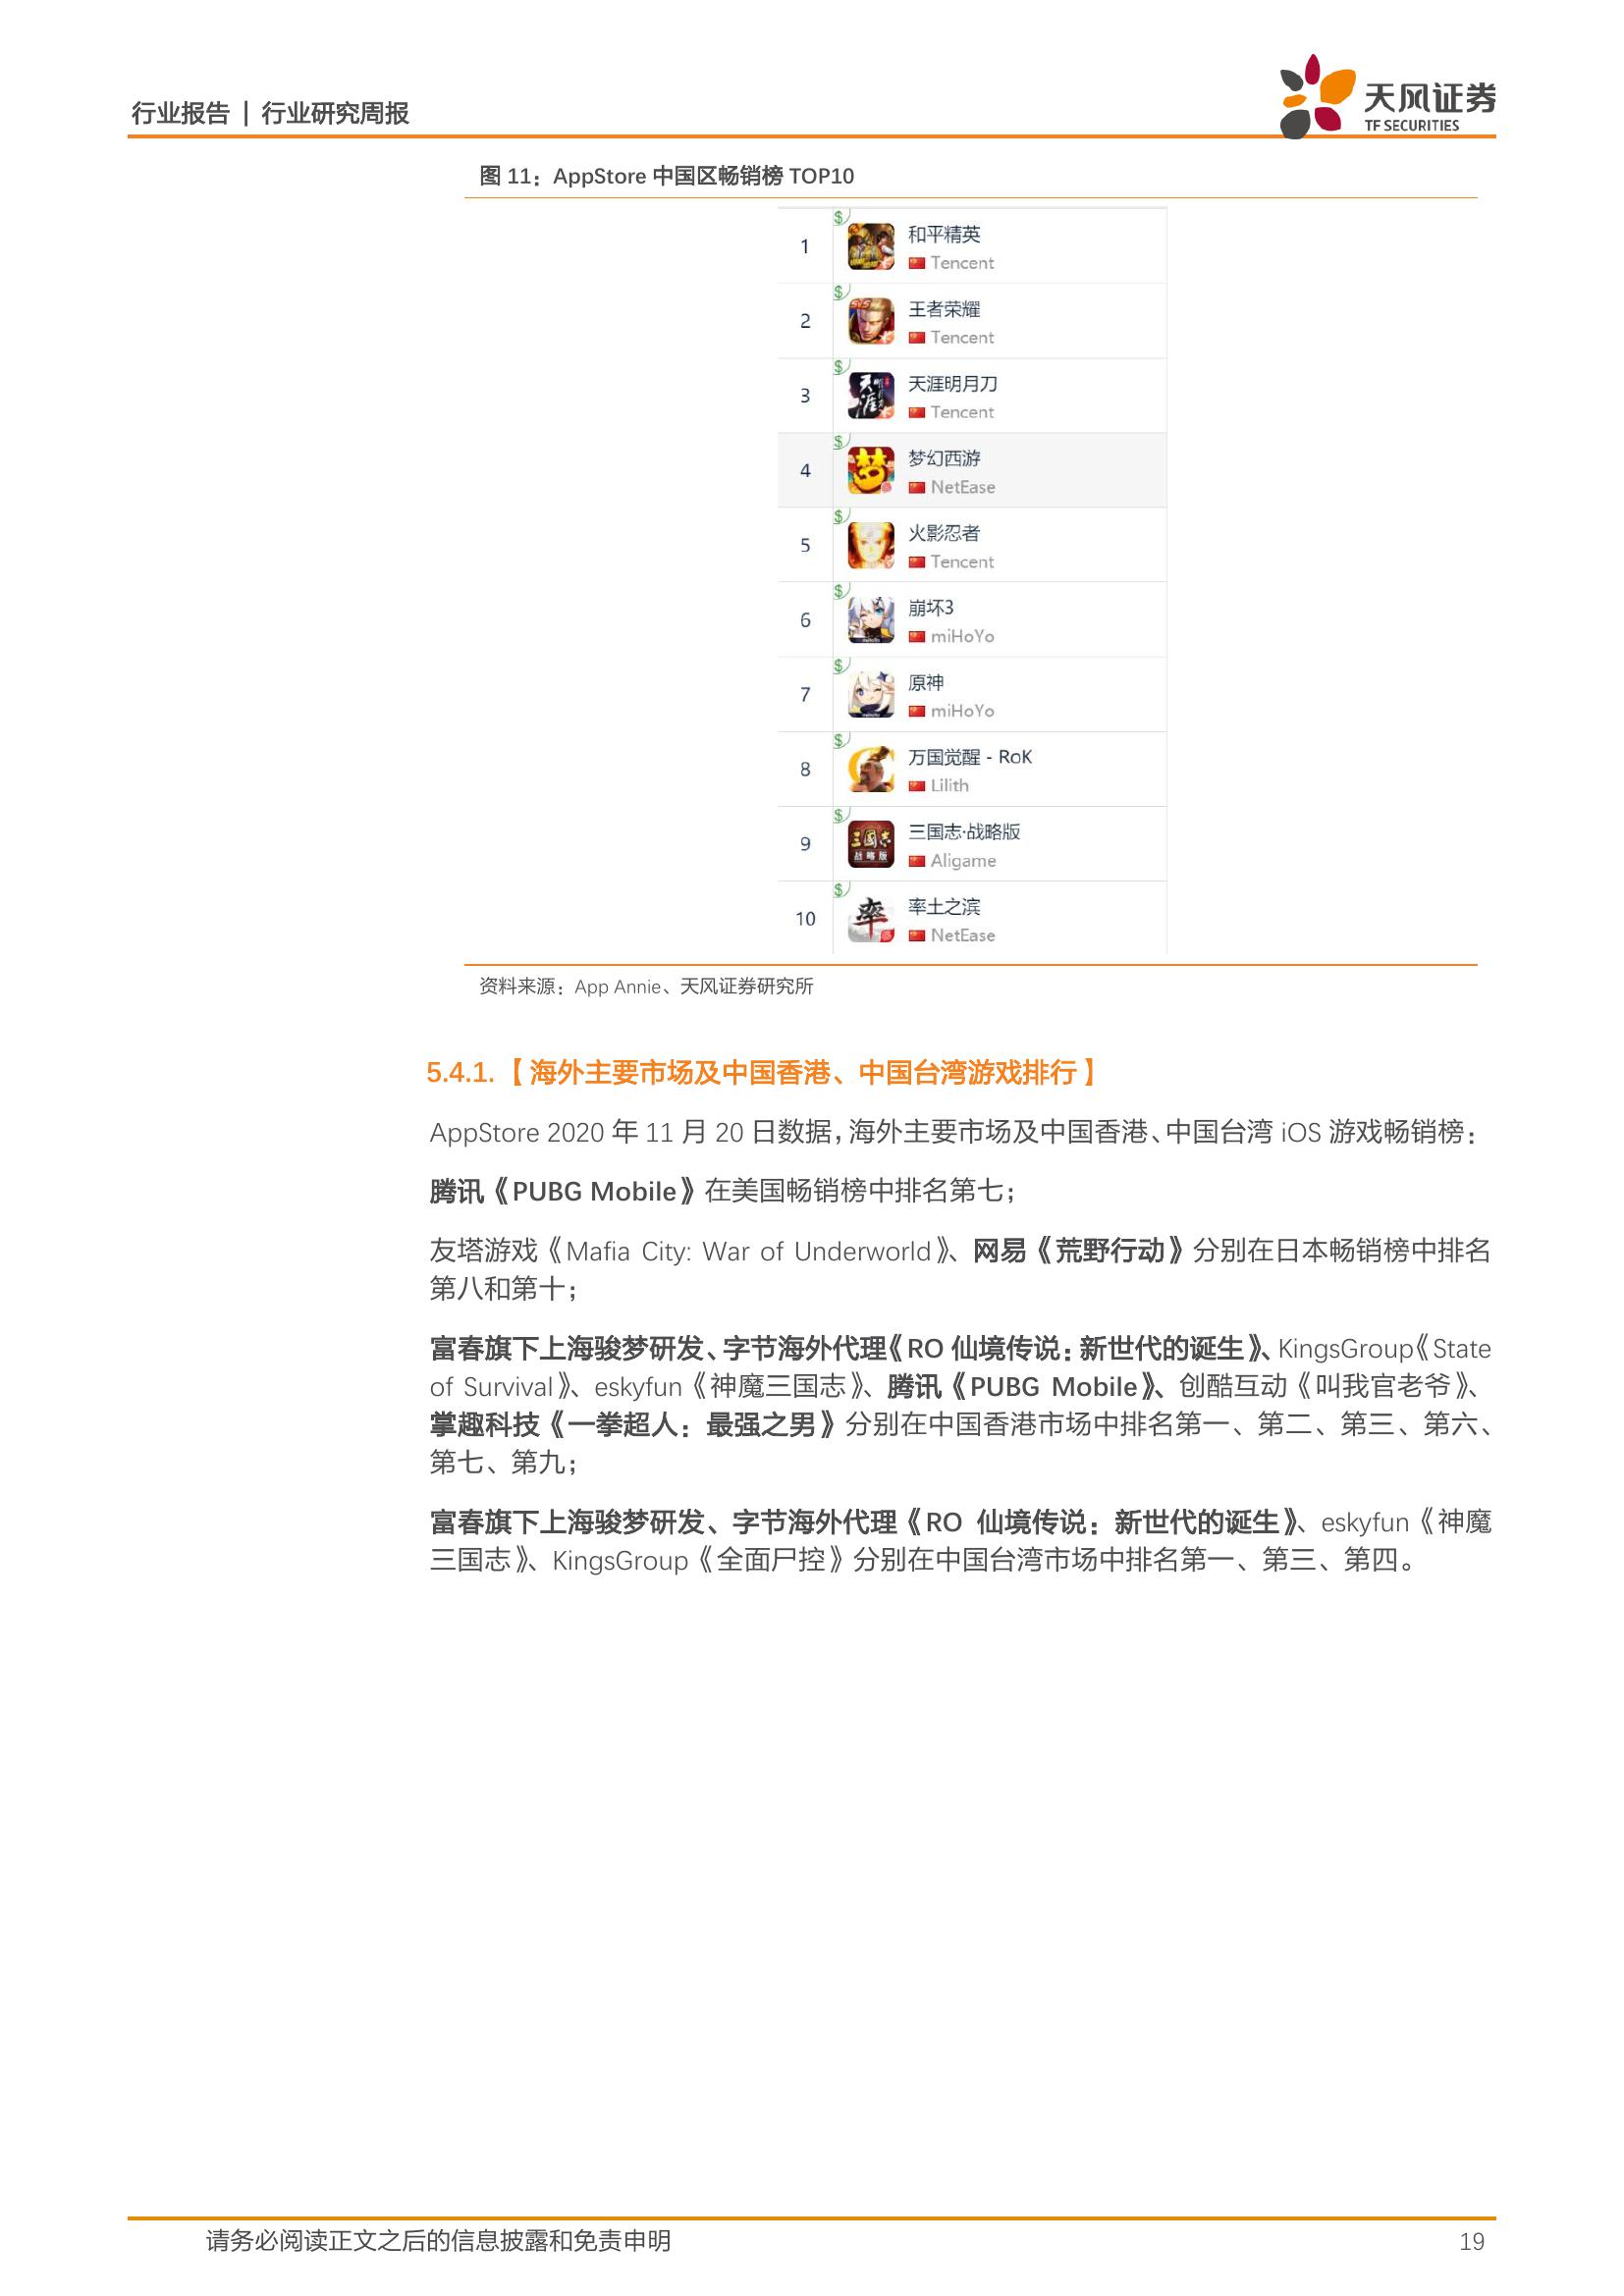 行业报告 | 行业研究周报
天风证券
TF SECURITIES
图 11：AppStore 中国区畅销榜 TOP10
1
和平精英
Tencent
2
王者荣耀
Tencent
3
天涯明月刀
Tencent
4
梦幻西游
NetEase
5
火影忍者
Tencent
6
崩坏3
miHoYo
7
原神
miHoYo
8
万国觉醒 - RoK
Lilith
9
三国志·战略版
Aligame
10
率土之滨
NetEase
资料来源：App Annie、天风证券研究所
5.4.1.【海外主要市场及中国香港、中国台湾游戏排行】
AppStore 2020 年 11 月 20 日数据，海外主要市场及中国香港、中国台湾 iOS 游戏畅销榜：
腾讯《PUBG Mobile》在美国畅销榜中排名第七；
友塔游戏《Mafia City: War of Underworld》、网易《荒野行动》分别在日本畅销榜中排名
第八和第十；
富春旗下上海骏梦研发、字节海外代理《RO 仙境传说：新世代的诞生》、KingsGroup《State
of Survival》、eskyfun《神魔三国志》、腾讯《PUBG Mobile》、创酷互动《叫我官老爷》、
掌趣科技《一拳超人：最强之男》分别在中国香港市场中排名第一、第二、第三、第六、
第七、第九；
富春旗下上海骏梦研发、字节海外代理《RO 仙境传说：新世代的诞生》、eskyfun《神魔
三国志》、KingsGroup《全面尸控》分别在中国台湾市场中排名第一、第三、第四。
请务必阅读正文之后的信息披露和免责申明
19